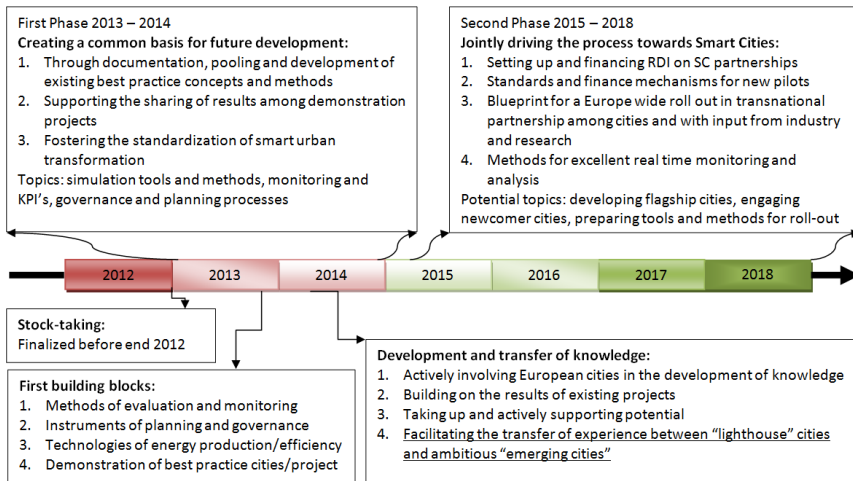 First Phase 2013 – 2014
Creating a common basis for future development:
1. Through documentation, pooling and development of
existing best practice concepts and methods
2. Supporting the sharing of results among demonstration
projects
3. Fostering the standardization of smart urban
transformation
Topics: simulation tools and methods, monitoring and
KPI’s, governance and planning processes
Second Phase 2015 – 2018
Jointly driving the process towards Smart Cities:
1. Setting up and financing RDI on SC partnerships
2. Standards and finance mechanisms for new pilots
3. Blueprint for a Europe wide roll out in transnational
partnership among cities and with input from industry
and research
4. Methods for excellent real time monitoring and
analysis
Potential topics: developing flagship cities, engaging
newcomer cities, preparing tools and methods for roll-out
2012 2013 2014 2015 2016 2017 2018
Stock-taking:
Finalized before end 2012
First building blocks:
1. Methods of evaluation and monitoring
2. Instruments of planning and governance
3. Technologies of energy production/efficiency
4. Demonstration of best practice cities/project
Development and transfer of knowledge:
1. Actively involving European cities in the development of knowledge
2. Building on the results of existing projects
3. Taking up and actively supporting potential
4. Facilitating the transfer of experience between “lighthouse” cities
and ambitious “emerging cities”